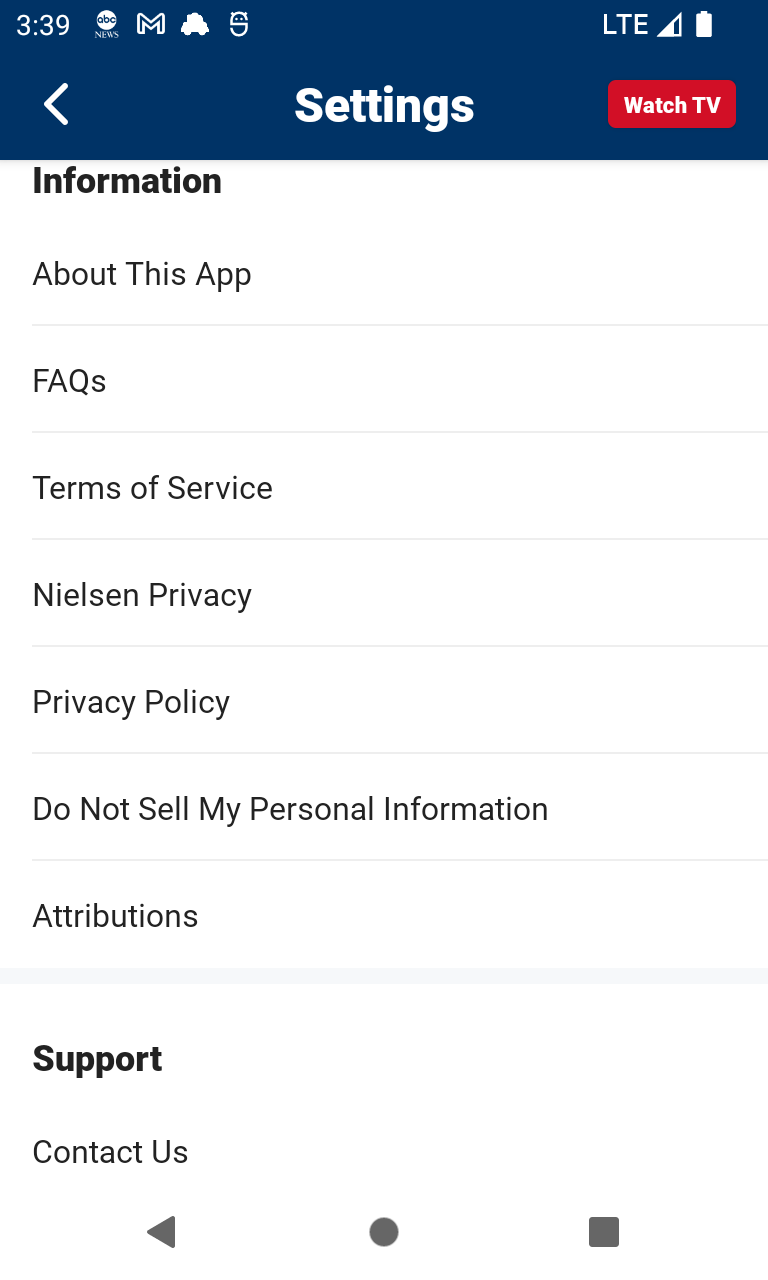 3:39
abc
NEWS
LTE
Settings
Watch TV
Information
About This App
FAQs
Terms of Service
Nielsen Privacy
Privacy Policy
Do Not Sell My Personal Information
Attributions
Support
Contact Us